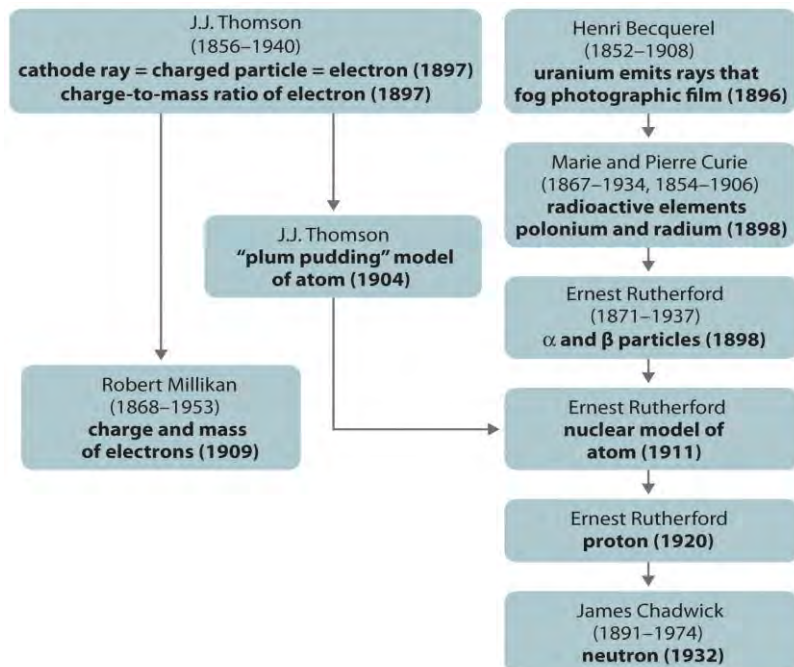 J.J. Thomson
(1856–1940)
cathode ray = charged particle = electron (1897)
charge-to-mass ratio of electron (1897)
Henri Becquerel
(1852–1908)
uranium emits rays that
fog photographic film (1896)
Marie and Pierre Curie
(1867–1934, 1854–1906)
radioactive elements
polonium and radium (1898)
J.J. Thomson
“plum pudding” model
of atom (1904)
Ernest Rutherford
(1871–1937)
α and β particles (1898)
Robert Millikan
(1868–1953)
charge and mass
of electrons (1909)
Ernest Rutherford
nuclear model of
atom (1911)
Ernest Rutherford
proton (1920)
James Chadwick
(1891–1974)
neutron (1932)